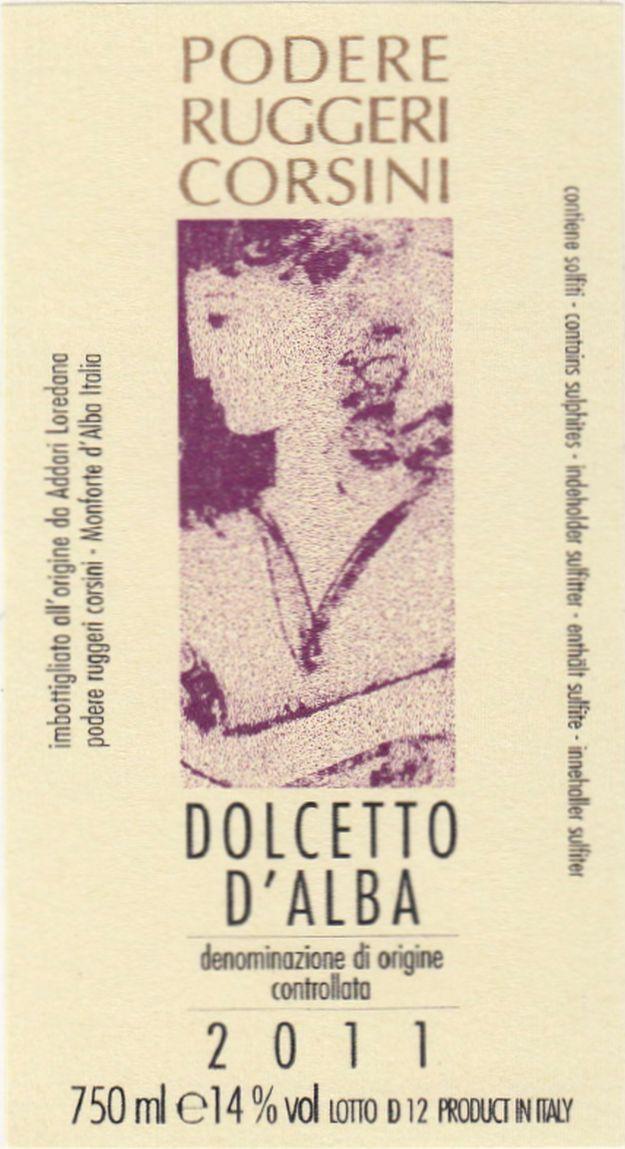 PODERE
RUGGERI
CORSINI
imbottigliato all'origine da Addari Loredana
podere ruggeri corsini - Monforte d'Alba Italia
contiene solfiti - contains sulphites - indeholder sulfitter - enthält sulfite - inneholler sulfiter
DOLCETTO
D'ALBA
denominazione di origine
controllata
2011
750 ml e 14 % vol LOTTO D 12 PRODUCT IN ITALY